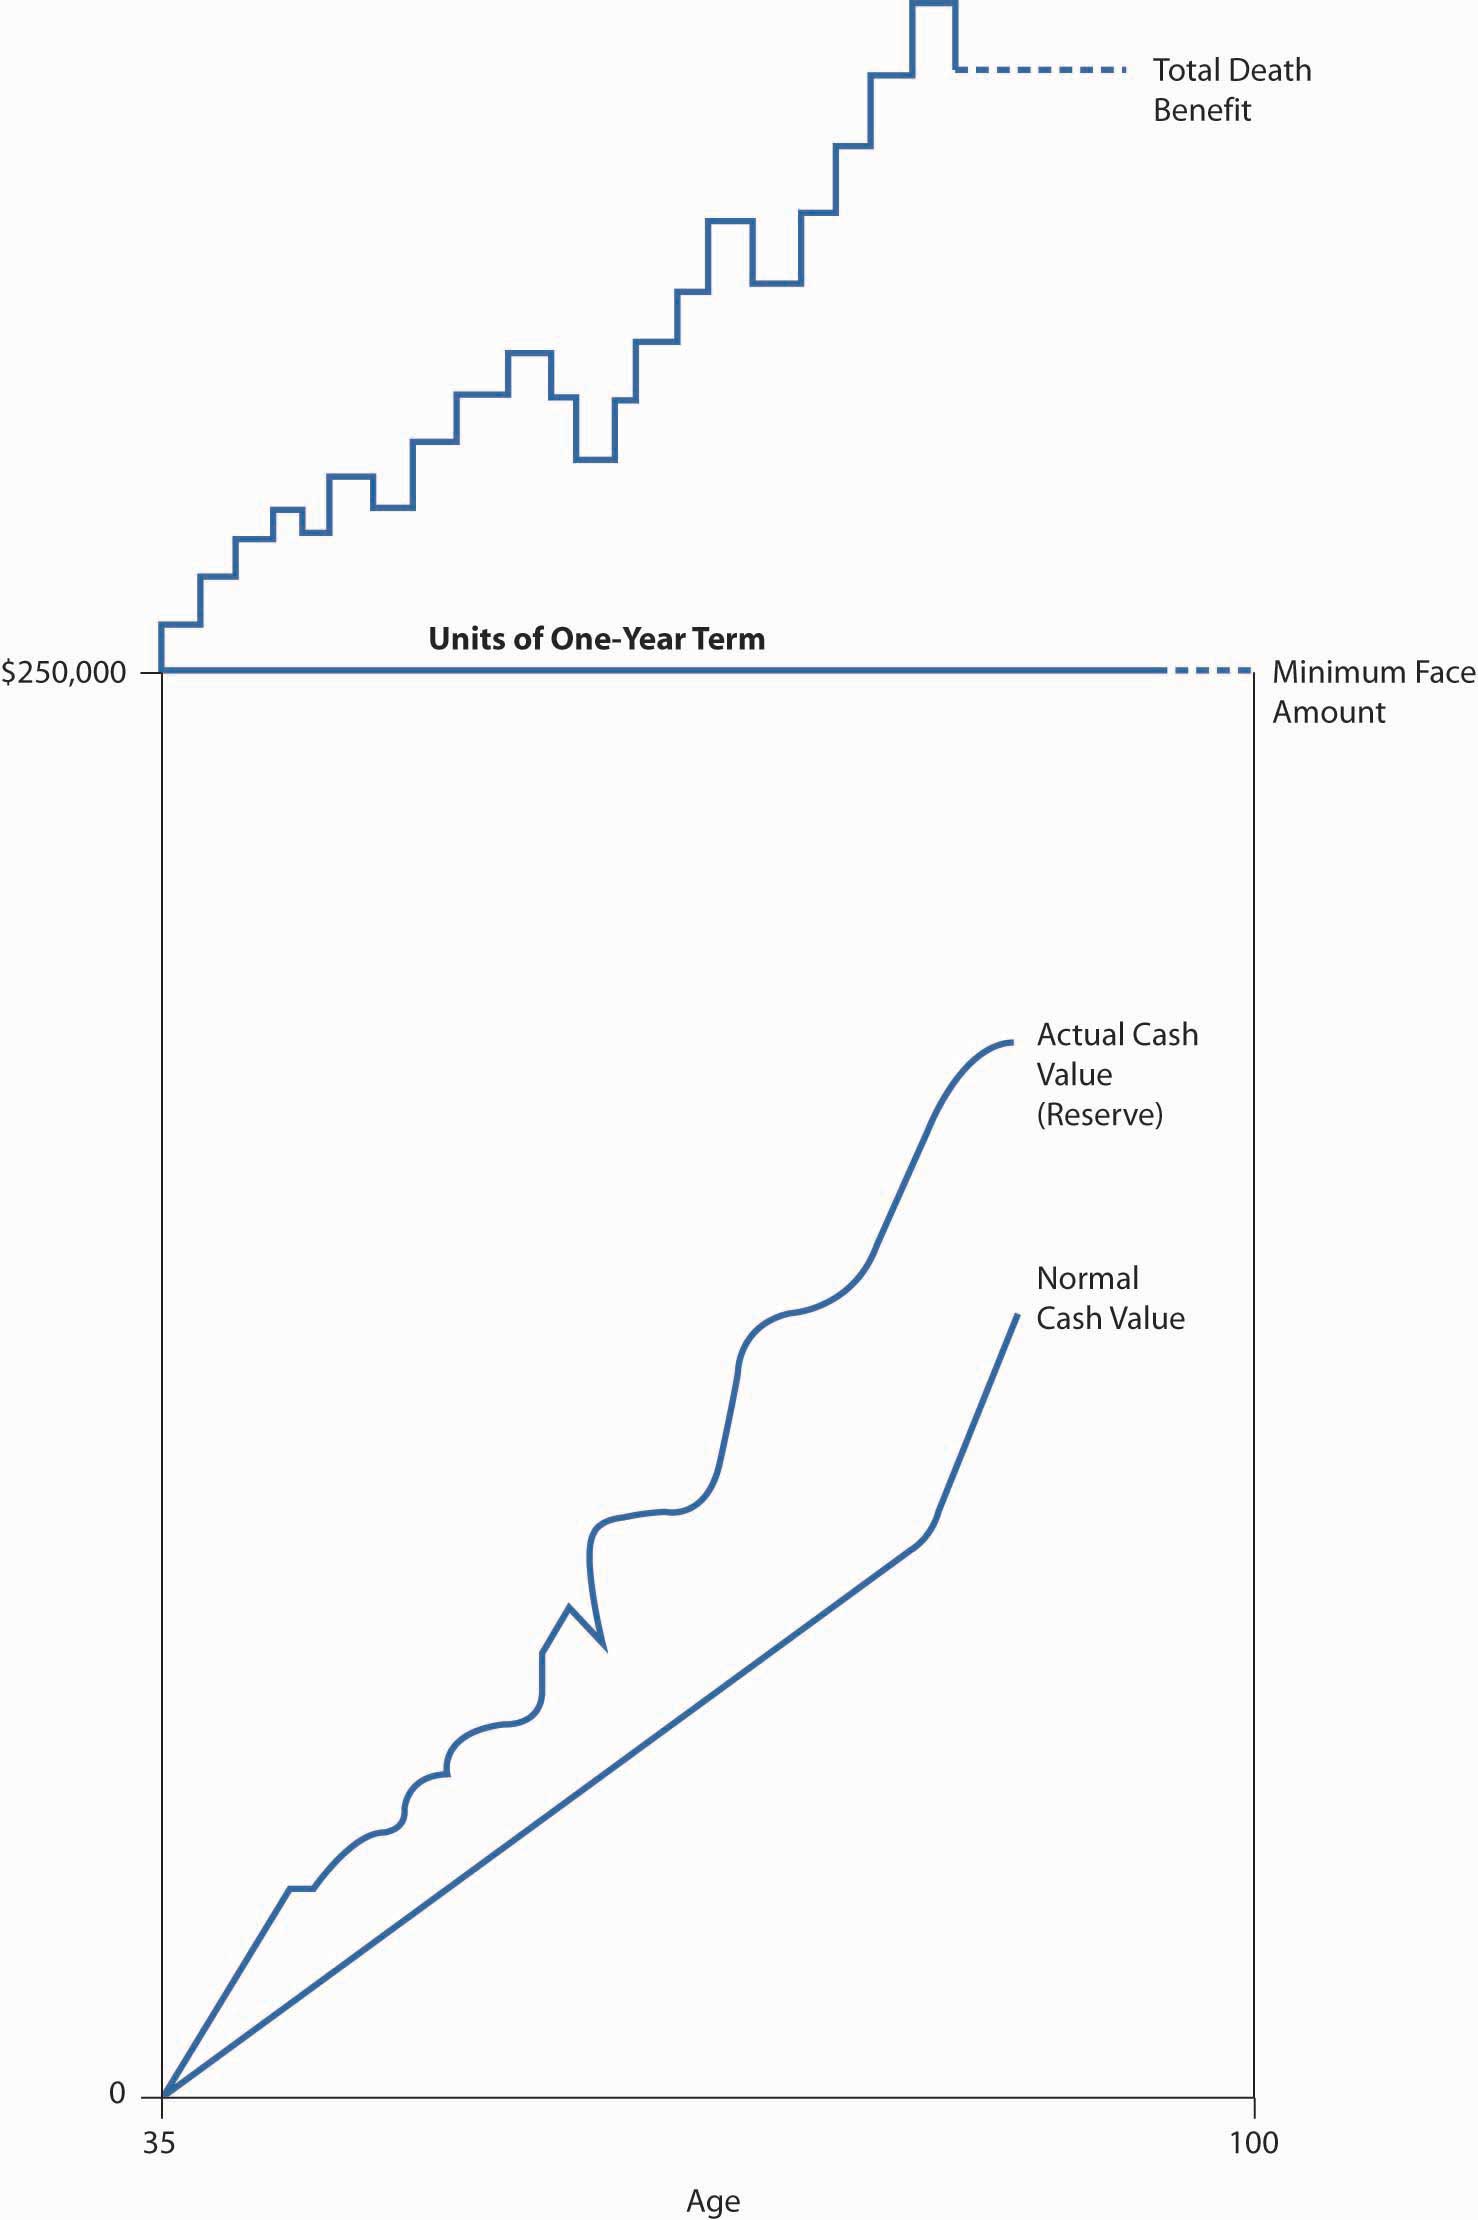 Total Death
Benefit
Units of One-Year Term
$250,000
Minimum Face
Amount
Actual Cash
Value
(Reserve)
Normal
Cash Value
0
35
100
Age